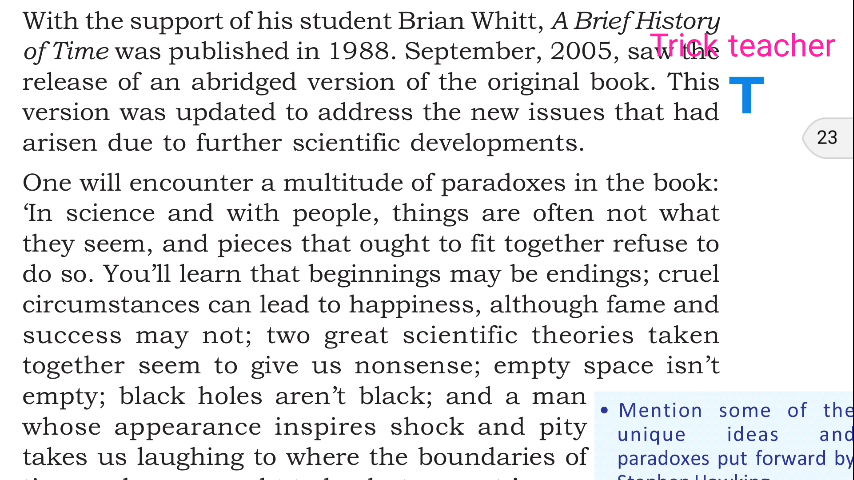 With the support of his student Brian Whitt, A Brief History
of Time was published in 1988. September, 2005, saw the
Trick teacher
release of an abridged version of the original book. This
T
version was updated to address the new issues that had
arisen due to further scientific developments.
23
One will encounter a multitude of paradoxes in the book:
‘In science and with people, things are often not what
they seem, and pieces that ought to fit together refuse to
do so. You’ll learn that beginnings may be endings; cruel
circumstances can lead to happiness, although fame and
success may not; two great scientific theories taken
together seem to give us nonsense; empty space isn’t
empty; black holes aren’t black; and a man
whose appearance inspires shock and pity
takes us laughing to where the boundaries of
• Mention some of the
unique ideas and
paradoxes put forward by
Stephen Hawking